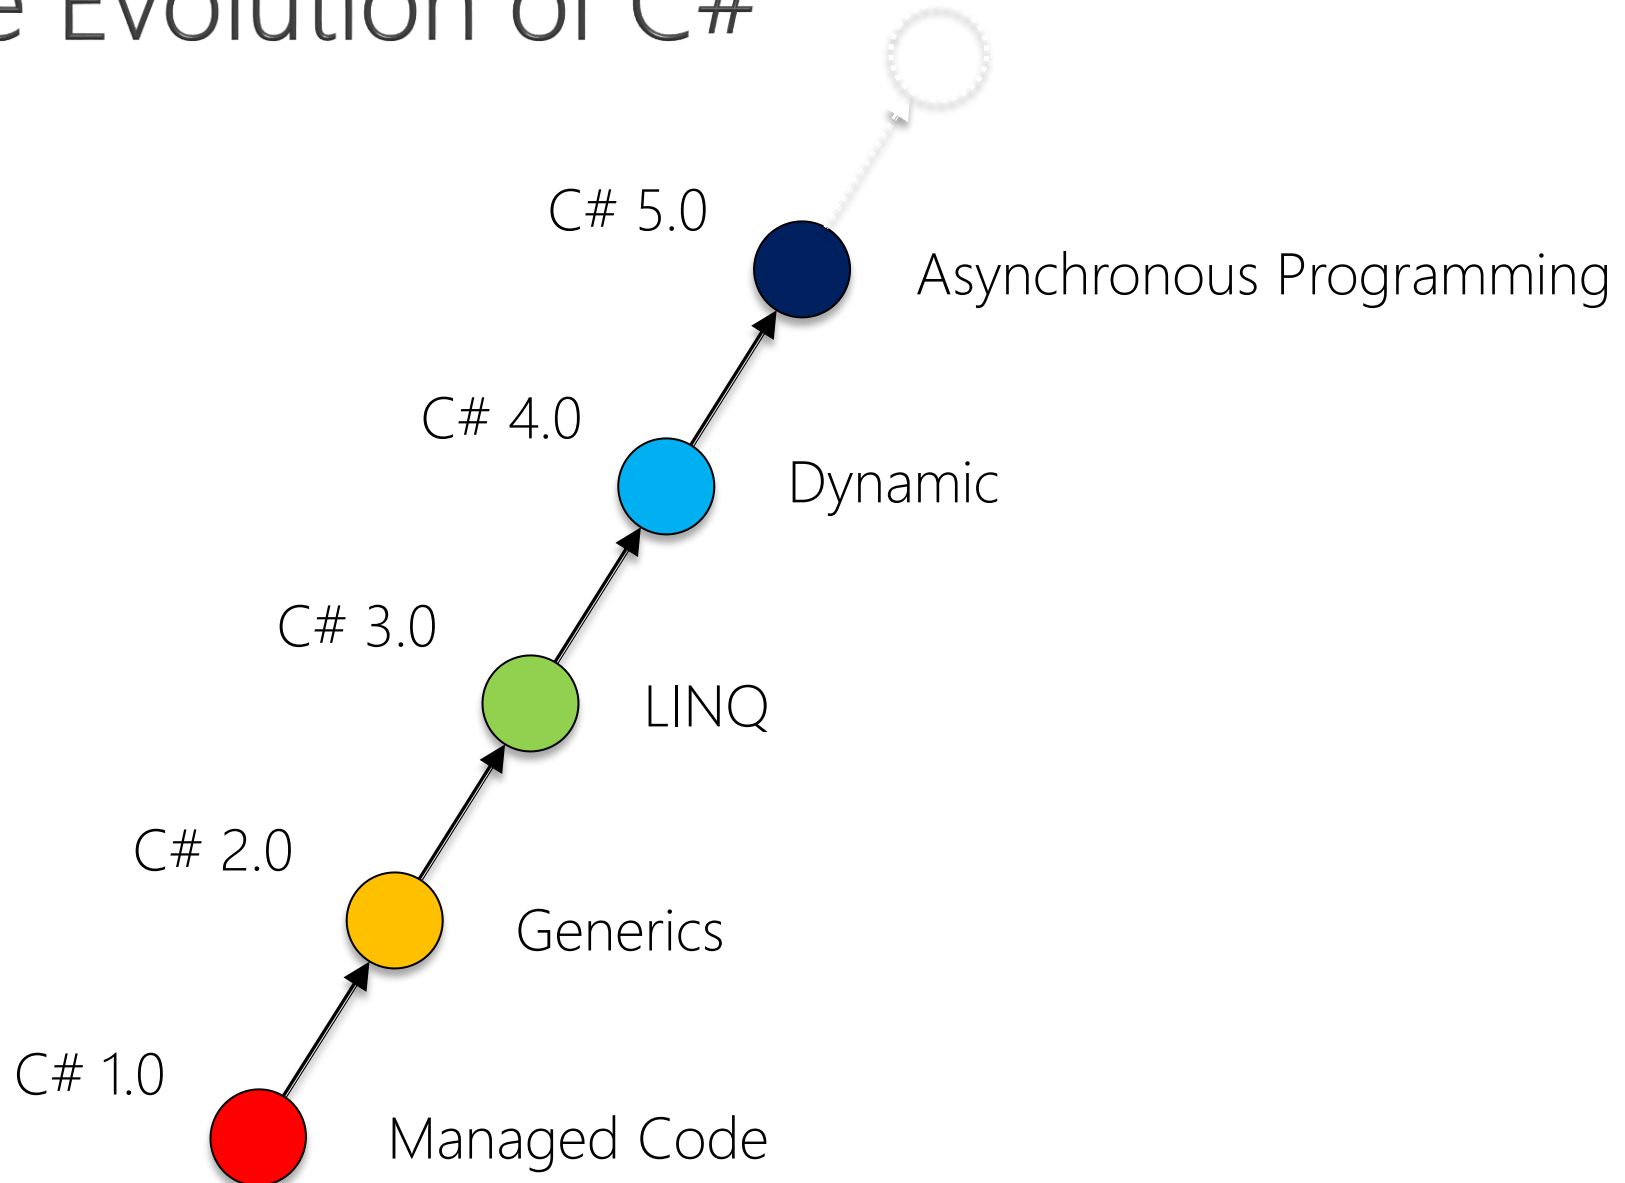 e Evolution of C#
C# 5.0
Asynchronous Programming
C# 4.0
Dynamic
C# 3.0
LINQ
C# 2.0
Generics
C# 1.0
Managed Code